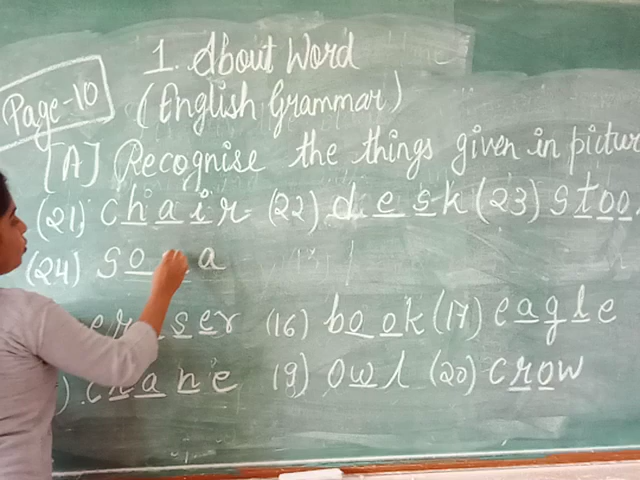 1. About Word
Page-10
(English Grammar)
[A] Recognise the things given in pictur
(21) chair (22) desk (23) stoo
(24) so a
ser (16) book (17) eagle
) crane (19) owl (20) crow